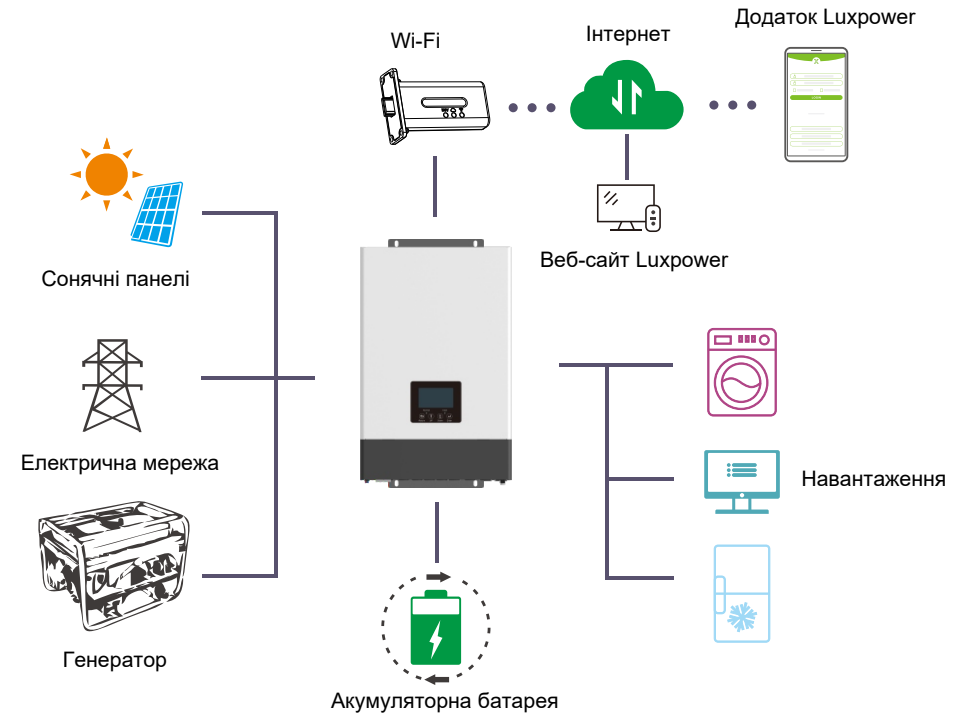 Додаток Luxpower
Інтернет
Wi-Fi
Веб-сайт Luxpower
Сонячні панелі
Електрична мережа
Навантаження
Генератор
Акумуляторна батарея